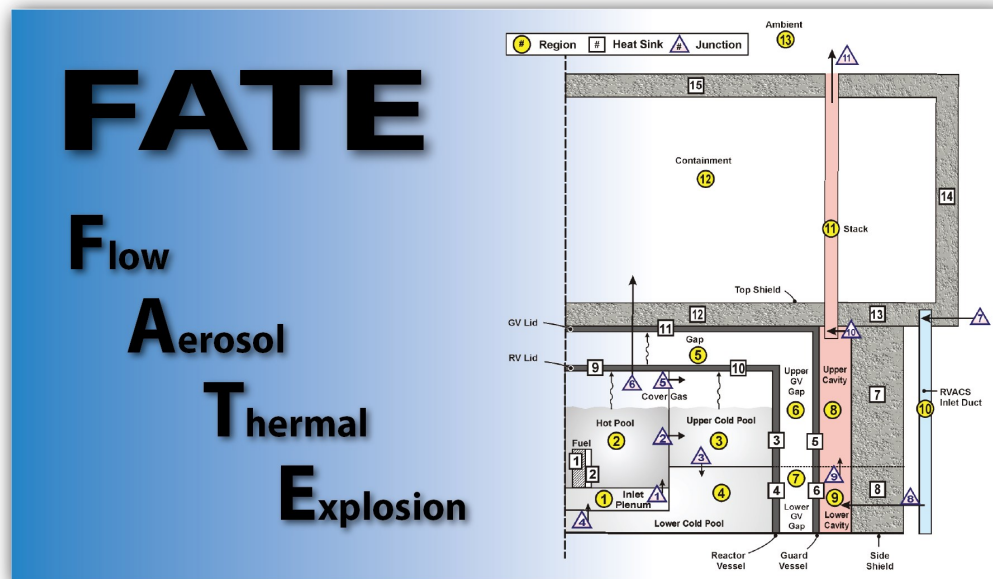 FATE
Flow
Aerosol
Thermal
Explosion
Ambient
13
# Region # Heat Sink # Junction
11
15
Containment
12
14
11 Stack
Top Shield
12
13
7
GV Lid
11
10
Gap
5
RV Lid
9
10
6
5
Cover Gas
Upper
GV
Gap
6
Upper
Cavity
8
7
RVACS
Inlet Duct
10
Hot Pool
2
Upper Cold Pool
3
Fuel
1
2
2
3
3
5
4
7
6
9
9
8
8
1
Inlet
Plenum
1
4
4
Lower Cold Pool
Lower
GV
Gap
Lower
Cavity
Reactor
Vessel
Guard
Vessel
Side
Shield